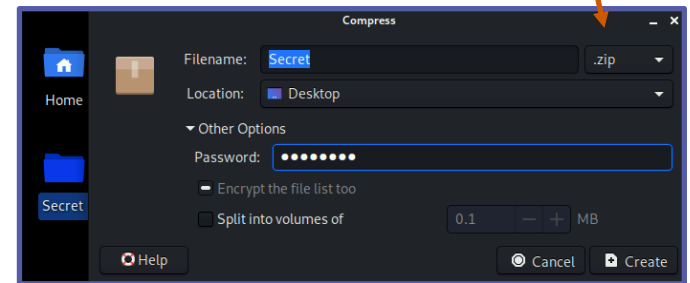 Compress
Filename: Secret .zip
Home
Location: Desktop
Other Options
Password: ••••••••
Encrypt the file list too
Secret
Split into volumes of 0.1 — + MB
Help Cancel Create